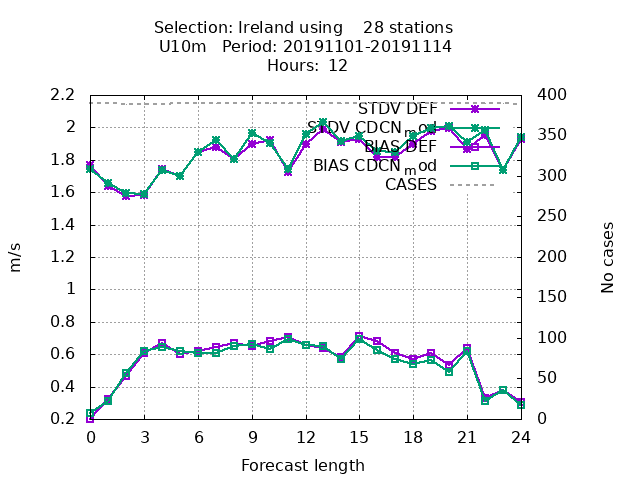 Selection: Ireland using    28 stations
U10m   Period: 20191101-20191114
Hours:  12
STDV DEF
STDV CDCN_mod
BIAS DEF
BIAS CDCN_mod
CASES
2.2
2
1.8
1.6
1.4
1.2
1
0.8
0.6
0.4
0.2
m/s
400
350
300
250
200
150
100
50
0
No cases
0 3 6 9 12 15 18 21 24
Forecast length